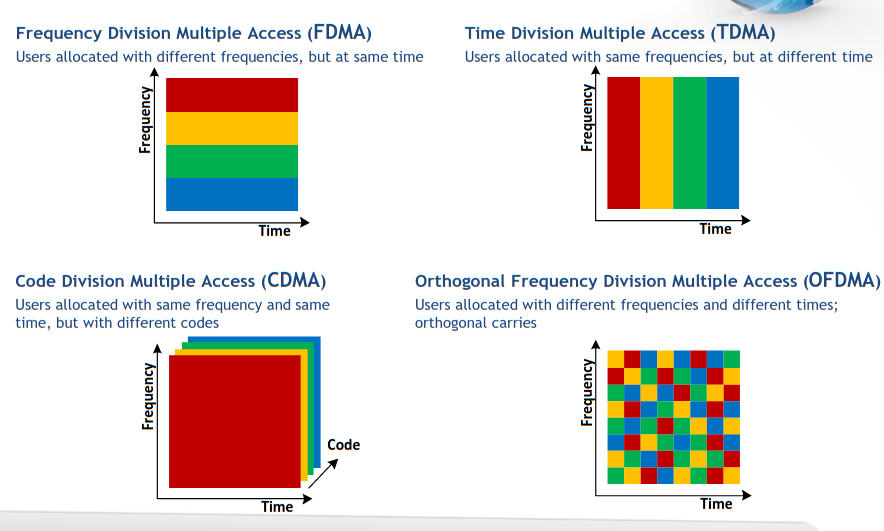 Frequency Division Multiple Access (FDMA)
Users allocated with different frequencies, but at same time
Frequency
Time
Time Division Multiple Access (TDMA)
Users allocated with same frequencies, but at different time
Frequency
Time
Code Division Multiple Access (CDMA)
Users allocated with same frequency and same
time, but with different codes
Frequency
Code
Time
Orthogonal Frequency Division Multiple Access (OFDMA)
Users allocated with different frequencies and different times;
orthogonal carries
Frequency
Time